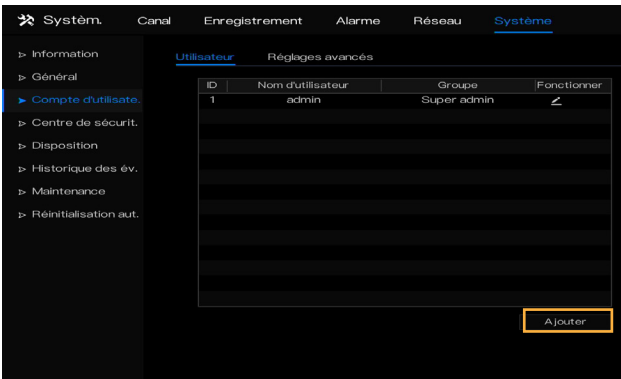 Systèm. Canal Enregistrement Alarme Réseau Système
Information
Général
Compte d'utilisate.
Centre de sécurit.
Disposition
Historique des év.
Maintenance
Réinitialisation aut.
Utilisateur Réglages avancés
ID Nom d'utilisateur Groupe Fonctionner
1 admin Super admin
Ajouter